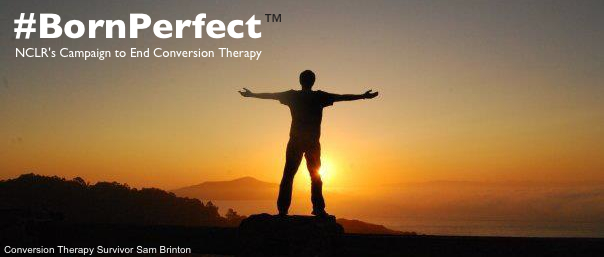 #BornPerfect™
NCLR's Campaign to End Conversion Therapy
Conversion Therapy Survivor Sam Brinton